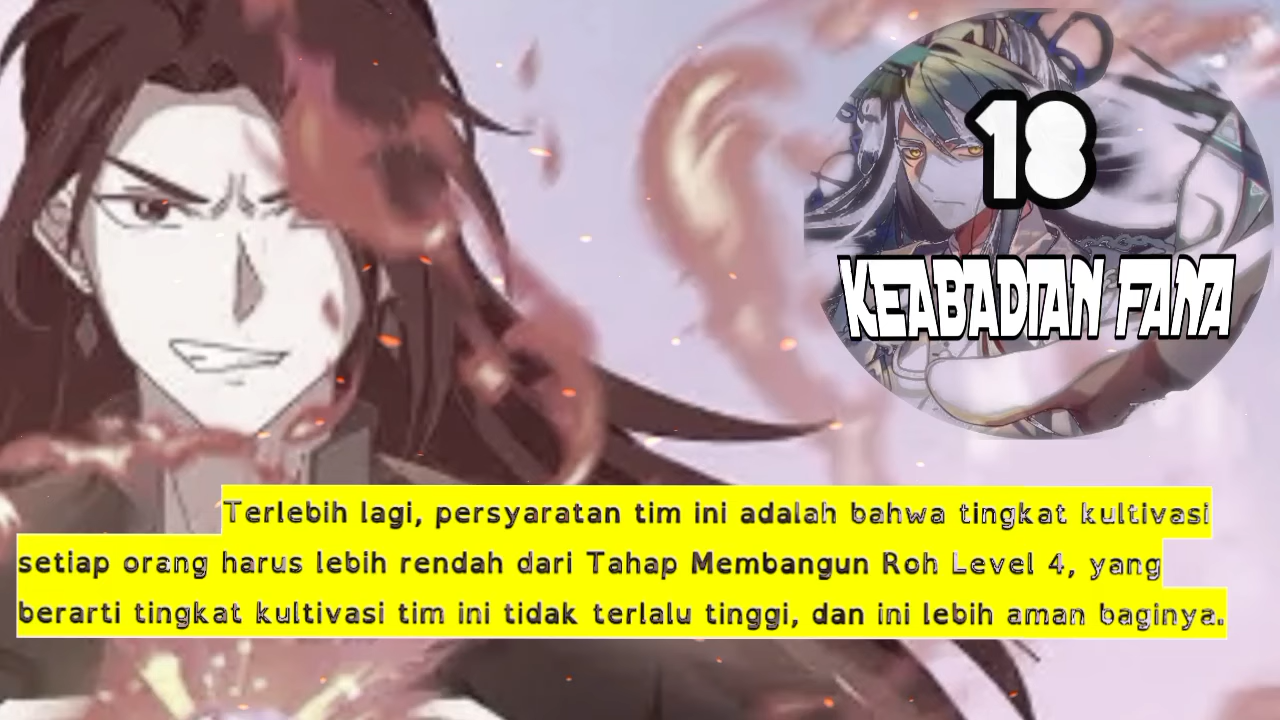 18
KEABADIAN FANA
Terlebih lagi, persyaratan tim ini adalah bahwa tingkat kultivasi
setiap orang harus lebih rendah dari Tahap Membangun Roh Level 4, yang
berarti tingkat kultivasi tim ini tidak terlalu tinggi, dan ini lebih aman baginya.